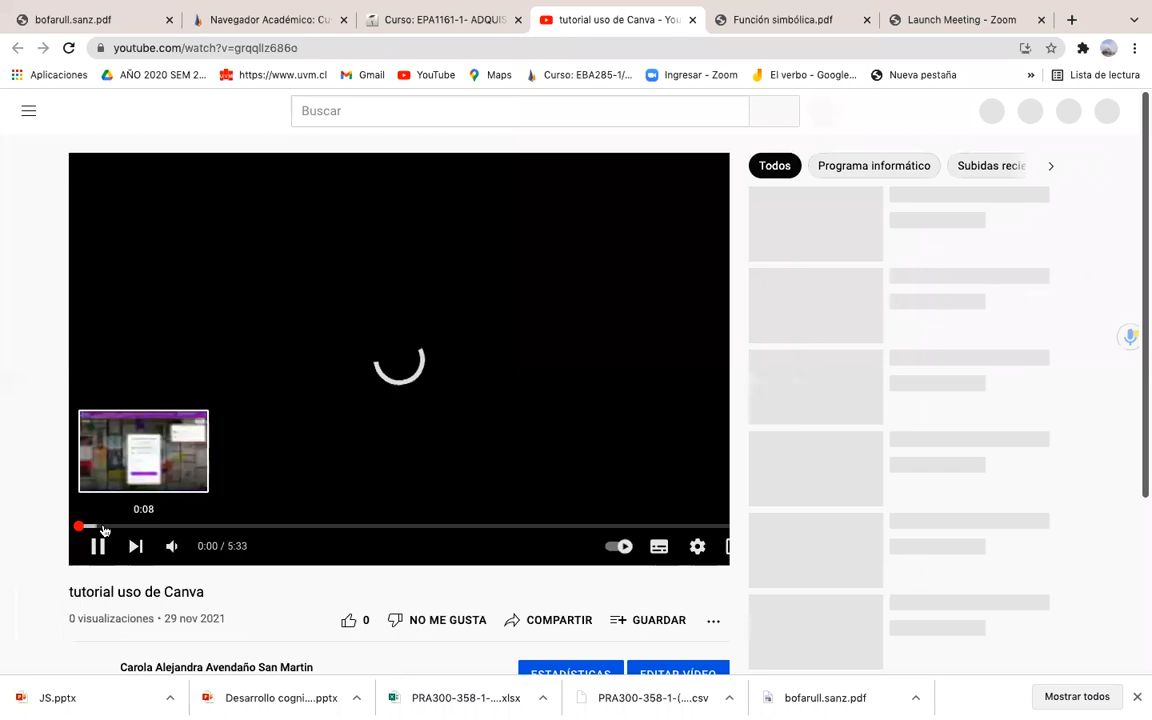 bofarull.sanz.pdf
Navegador Académico: Cu
Curso: EPA1161-1- ADQUIS
tutorial uso de Canva - You
Función simbólica.pdf
Launch Meeting - Zoom
youtube.com/watch?v=grqqllz686o
Aplicaciones
AÑO 2020 SEM 2...
https://www.uvm.cl
Gmail
YouTube
Maps
Curso: EBA285-1/...
Ingresar - Zoom
El verbo - Google...
Nueva pestaña
»
Lista de lectura
Buscar
Todos
Programa informático
Subidas recie
0:08
0:00 / 5:33
tutorial uso de Canva
0 visualizaciones • 29 nov 2021
0
NO ME GUSTA
COMPARTIR
GUARDAR
...
Carola Alejandra Avendaño San Martin
ESTADÍSTICAS
EDITAR VÍDEO
JS.pptx
Desarrollo cogni....pptx
PRA300-358-1-....xlsx
PRA300-358-1-(....csv
bofarull.sanz.pdf
Mostrar todos